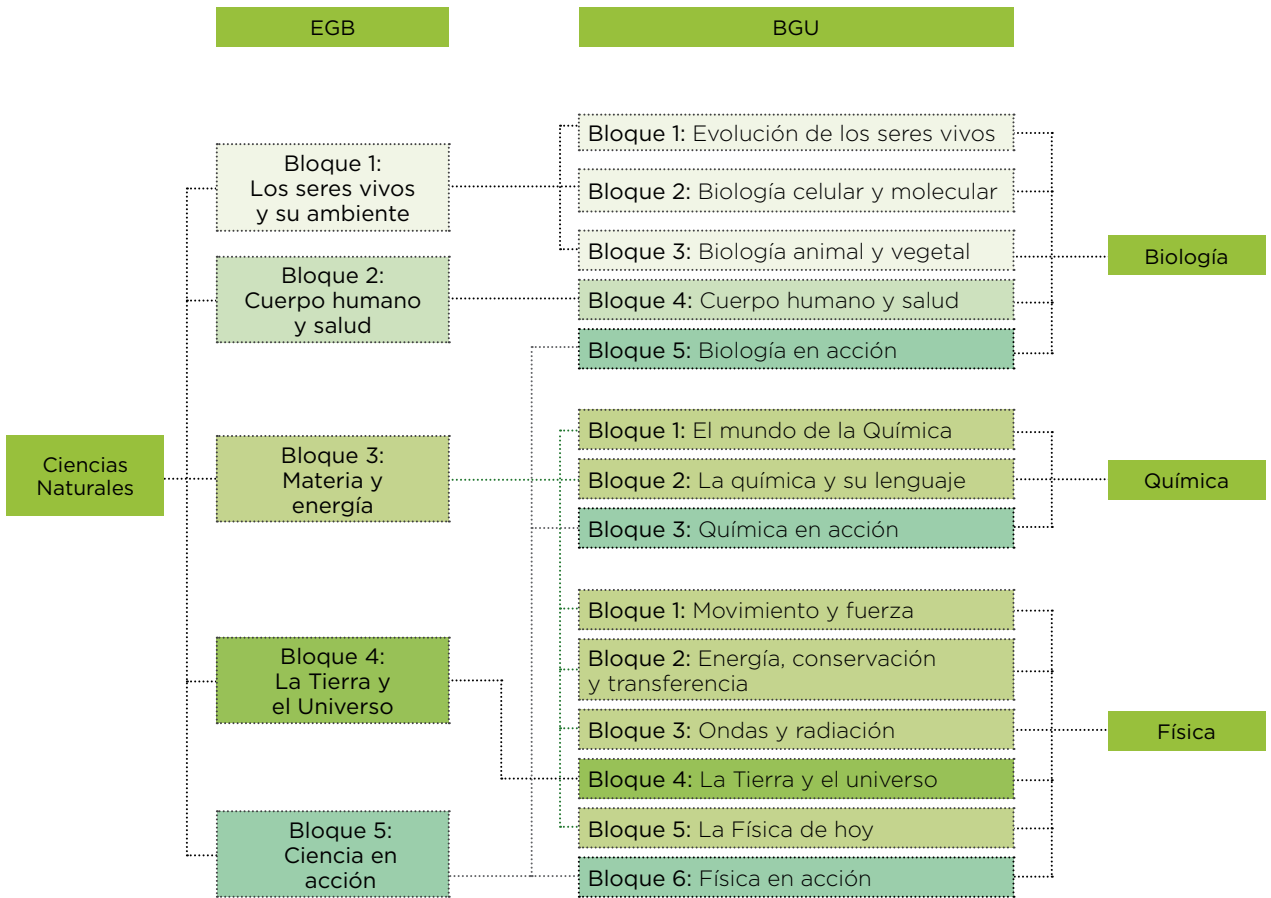 EGB
BGU
Ciencias
Naturales
Bloque 1:
Los seres vivos
y su ambiente
Bloque 2:
Cuerpo humano
y salud
Bloque 3:
Materia y
energía
Bloque 4:
La Tierra y
el Universo
Bloque 5:
Ciencia en
acción
Bloque 1: Evolución de los seres vivos
Bloque 2: Biología celular y molecular
Bloque 3: Biología animal y vegetal
Bloque 4: Cuerpo humano y salud
Bloque 5: Biología en acción
Bloque 1: El mundo de la Química
Bloque 2: La química y su lenguaje
Bloque 3: Química en acción
Bloque 1: Movimiento y fuerza
Bloque 2: Energía, conservación
y transferencia
Bloque 3: Ondas y radiación
Bloque 4: La Tierra y el universo
Bloque 5: La Física de hoy
Bloque 6: Física en acción
Biología
Química
Física